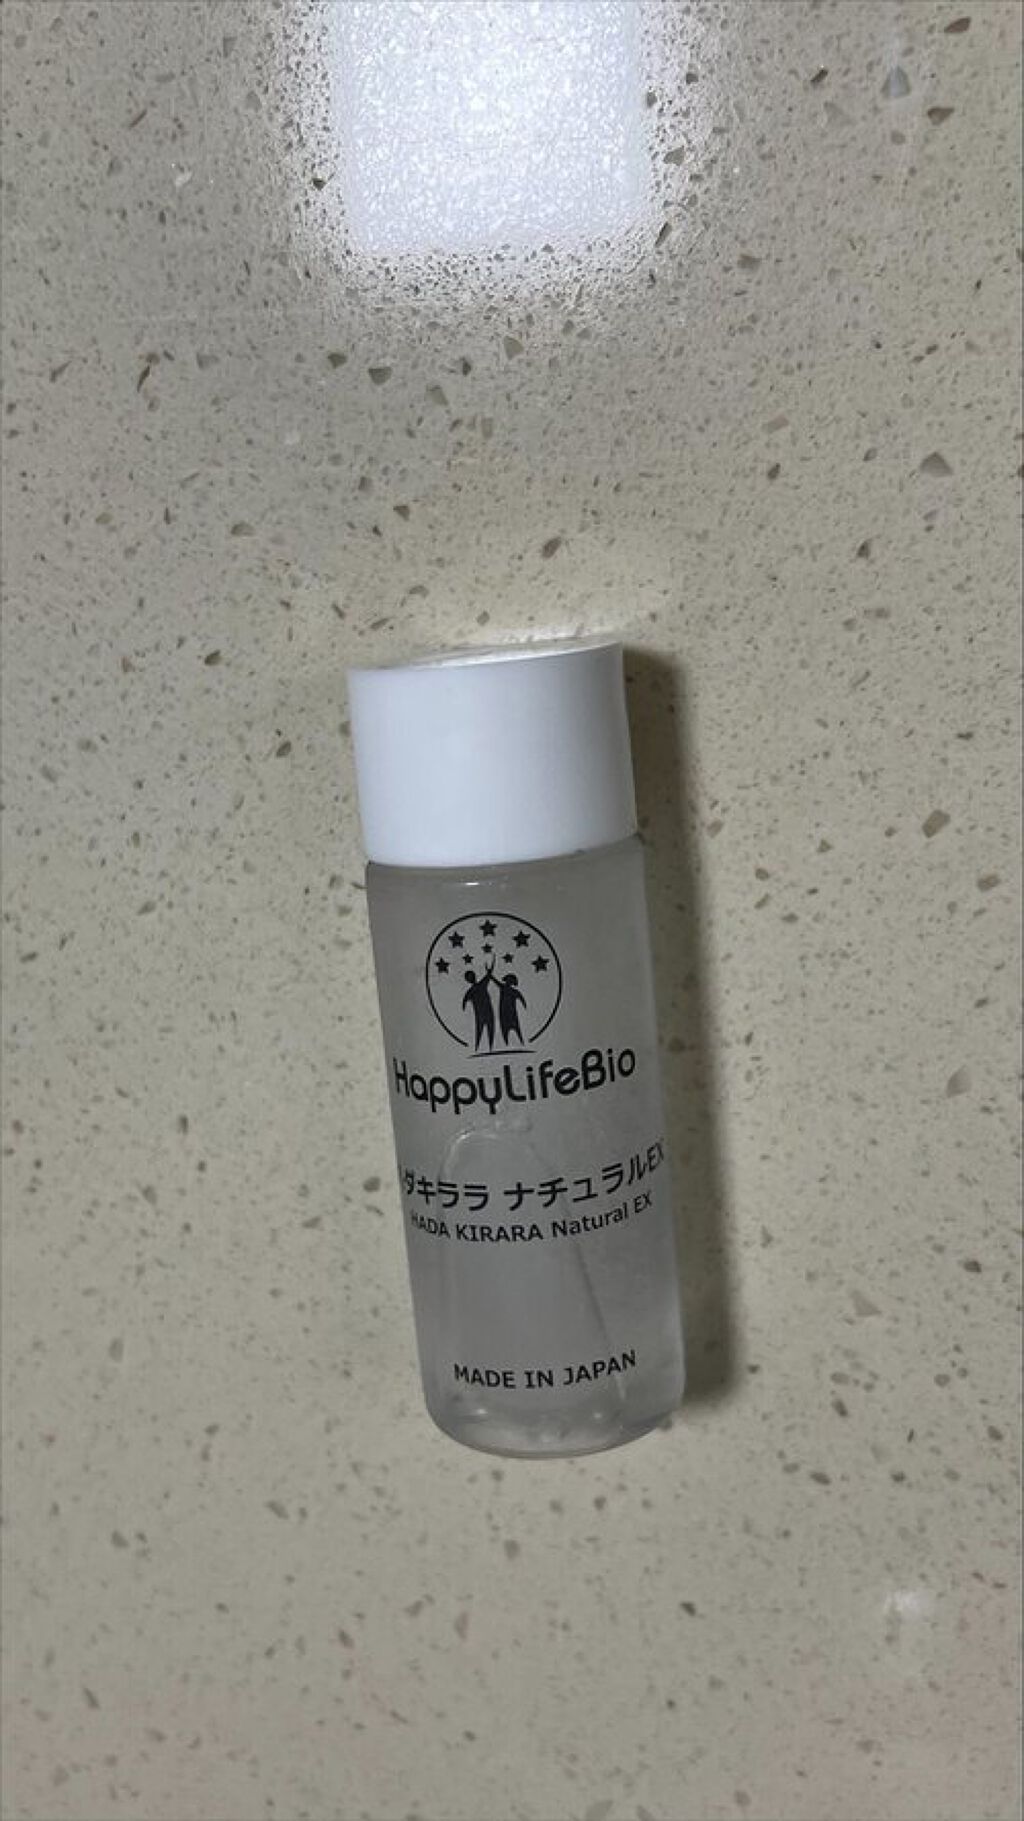 HappyLifeBio
ハダキララ ナチュラルEX
HADA KIRARA Natural EX
MADE IN JAPAN